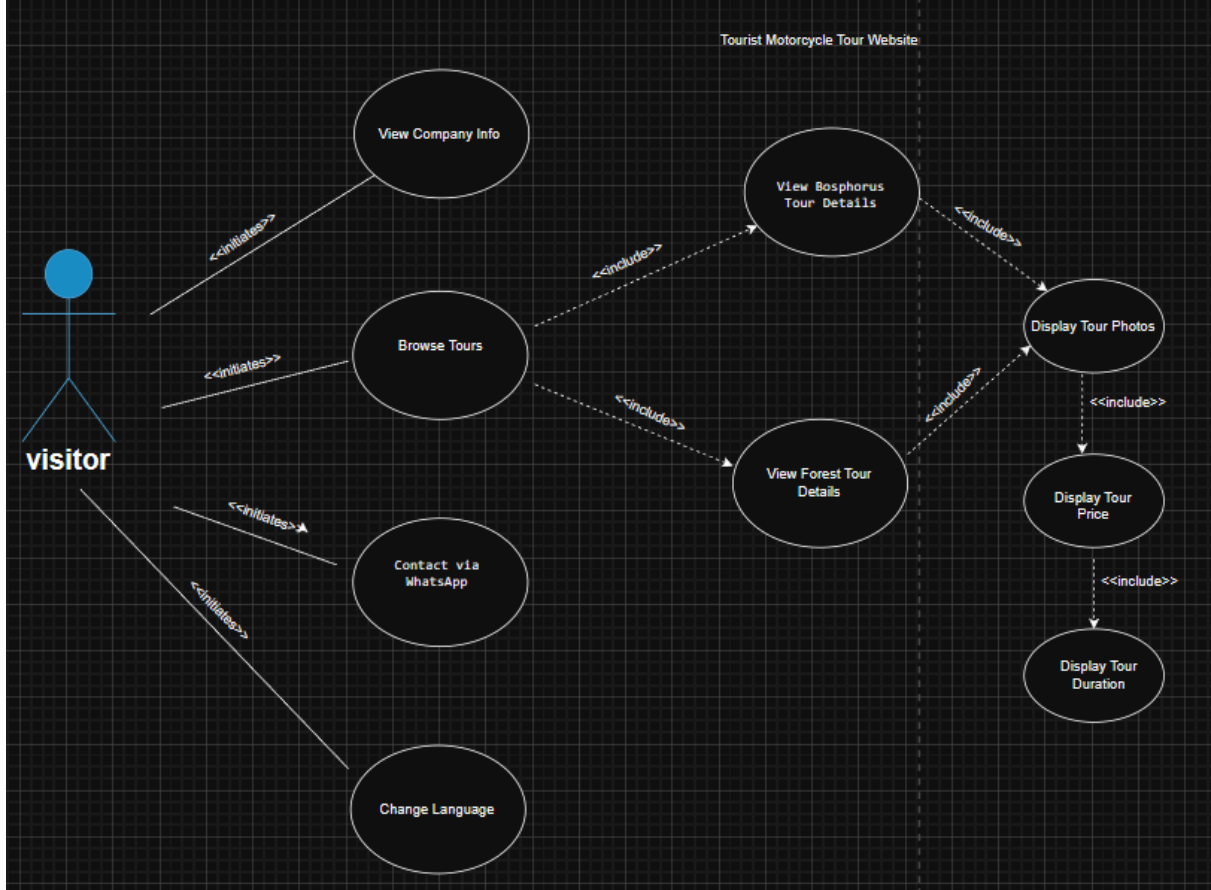 Tourist Motorcycle Tour Website
View Company Info
<<initiates>>
View Bosphorus
Tour Details
<<include>>
<<include>>
Display Tour Photos
Browse Tours
<<initiates>>
<<include>>
<<include>>
<<include>>
visitor
View Forest Tour
Details
Display Tour
Price
<<initiates>>
Contact via
WhatsApp
<<include>>
<<initiates>>
Display Tour
Duration
Change Language